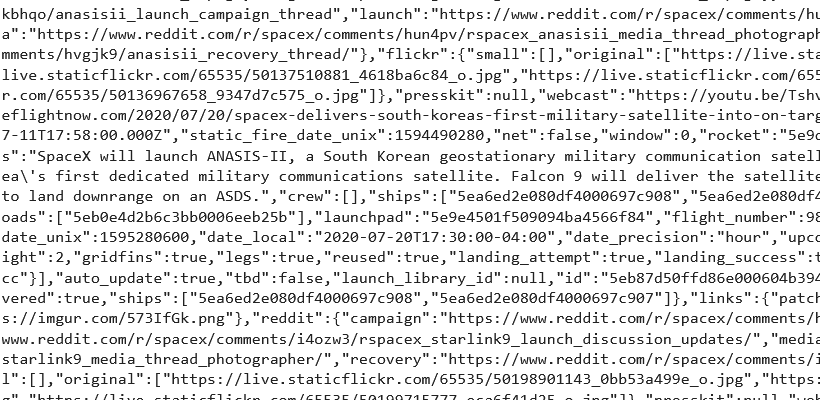 kbhqo/anasisii_launch_campaign_thread","launch":"https://www.reddit.com/r/spacex/comments/hu
a":"https://www.reddit.com/r/spacex/comments/hun4pv/rspacex_anasisii_media_thread_photograph
mments/hvgjk9/anasisii_recovery_thread/"},"flickr":{"small":[],"original":["https://live.sta
live.staticflickr.com/65535/50137510881_4618ba6c84_o.jpg","https://live.staticflickr.com/655
r.com/65535/50136967658_9347d7c575_o.jpg"]},"presskit":null,"webcast":"https://youtu.be/Tshv
eflightnow.com/2020/07/20/spacex-delivers-south-koreas-first-military-satellite-into-on-targ
7-11T17:58:00.000Z","static_fire_date_unix":1594490280,"net":false,"window":0,"rocket":"5e9d
s":"SpaceX will launch ANASIS-II, a South Korean geostationary military communication satell
ea\'s first dedicated military communications satellite. Falcon 9 will deliver the satellite
to land downrange on an ASDS.","crew":[],"ships":["5ea6ed2e080df4000697c908","5ea6ed2e080df4
oads":["5eb0e4d2b6c3bb0006eeb25b"],"launchpad":"5e9e4501f509094ba4566f84","flight_number":98
date_unix":1595280600,"date_local":"2020-07-20T17:30:00-04:00","date_precision":"hour","upco
ight":2,"gridfins":true,"legs":true,"reused":true,"landing_attempt":true,"landing_success":t
cc"}],"auto_update":true,"tbd":false,"launch_library_id":null,"id":"5eb87d50ffd86e000604b394
vered":true,"ships":["5ea6ed2e080df4000697c908","5ea6ed2e080df4000697c907"]},"links":{"patch
s://imgur.com/573IfGk.png"},"reddit":{"campaign":"https://www.reddit.com/r/spacex/comments/h
www.reddit.com/r/spacex/comments/i4ozw3/rspacex_starlink9_launch_discussion_updates/","media
starlink9_media_thread_photographer/","recovery":"https://www.reddit.com/r/spacex/comments/i
l":[],"original":["https://live.staticflickr.com/65535/50198901143_0bb53a499e_o.jpg","https: